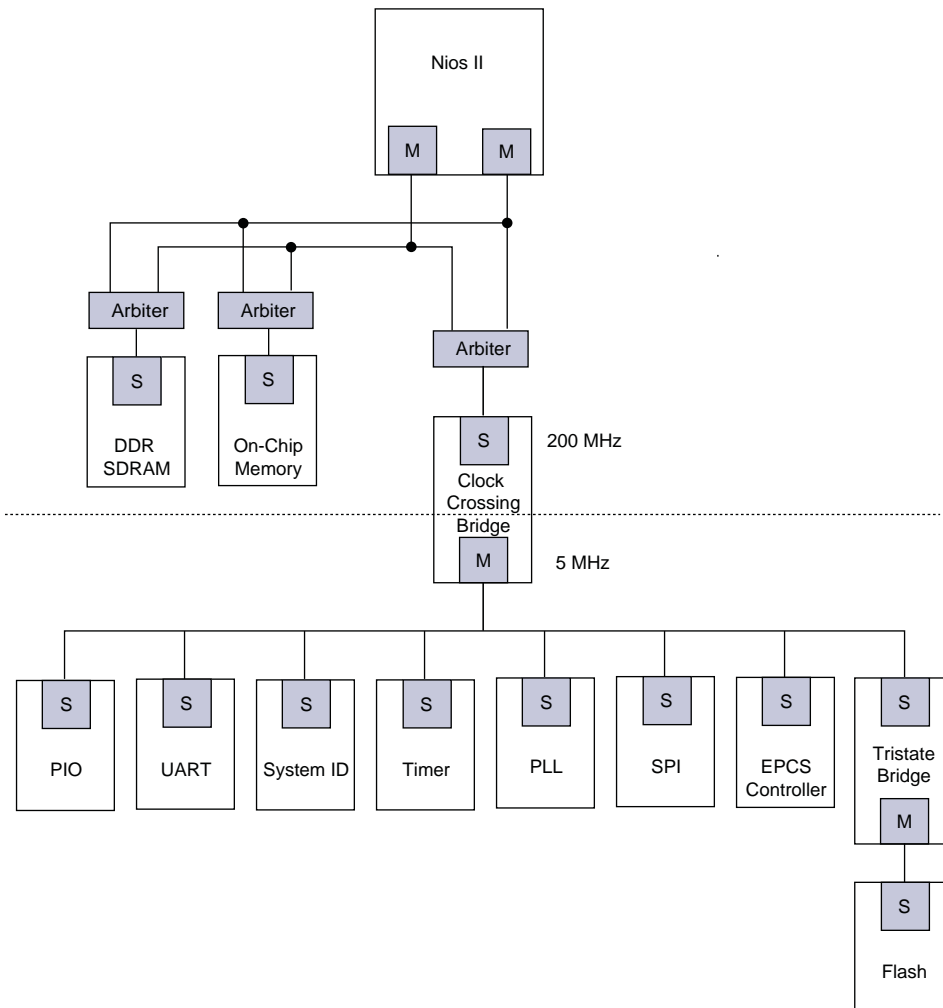 Nios II
M
M
Arbiter
Arbiter
Arbiter
S
S
DDR
SDRAM
On-Chip
Memory
S
200 MHz
Clock
Crossing
Bridge
M
5 MHz
S
S
S
S
S
S
S
S
PIO
UART
System ID
Timer
PLL
SPI
EPCS
Controller
Tristate
Bridge
M
S
Flash